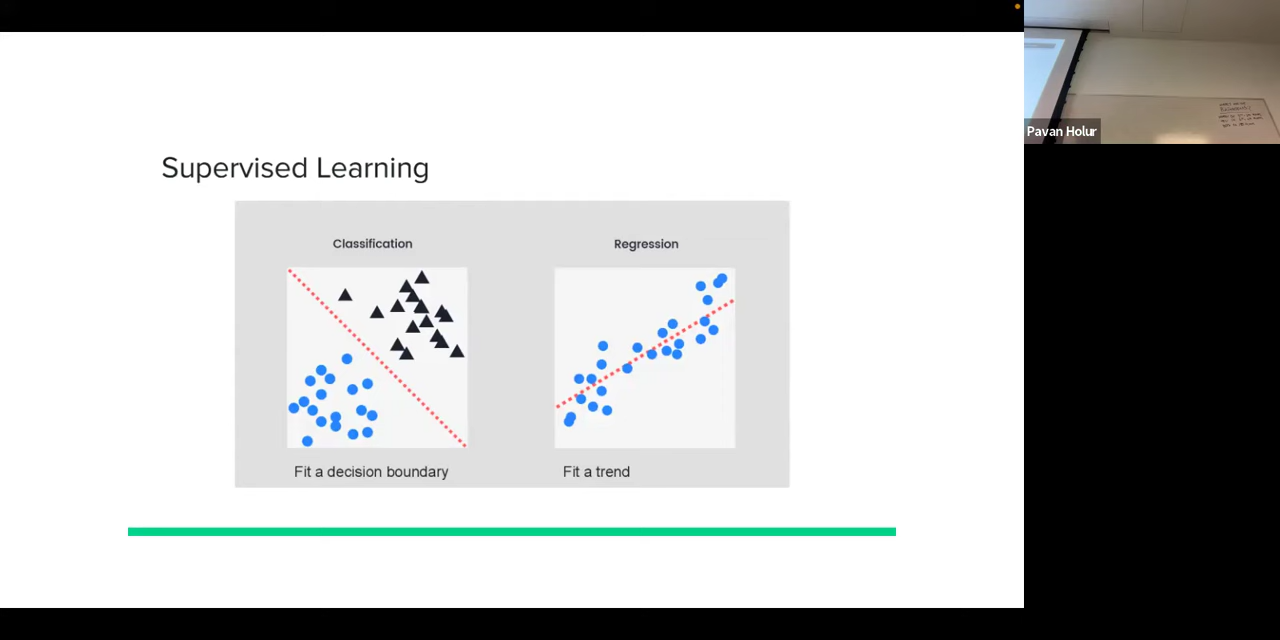 Supervised Learning
Classification
Regression
Fit a decision boundary
Fit a trend
Pavan Holur